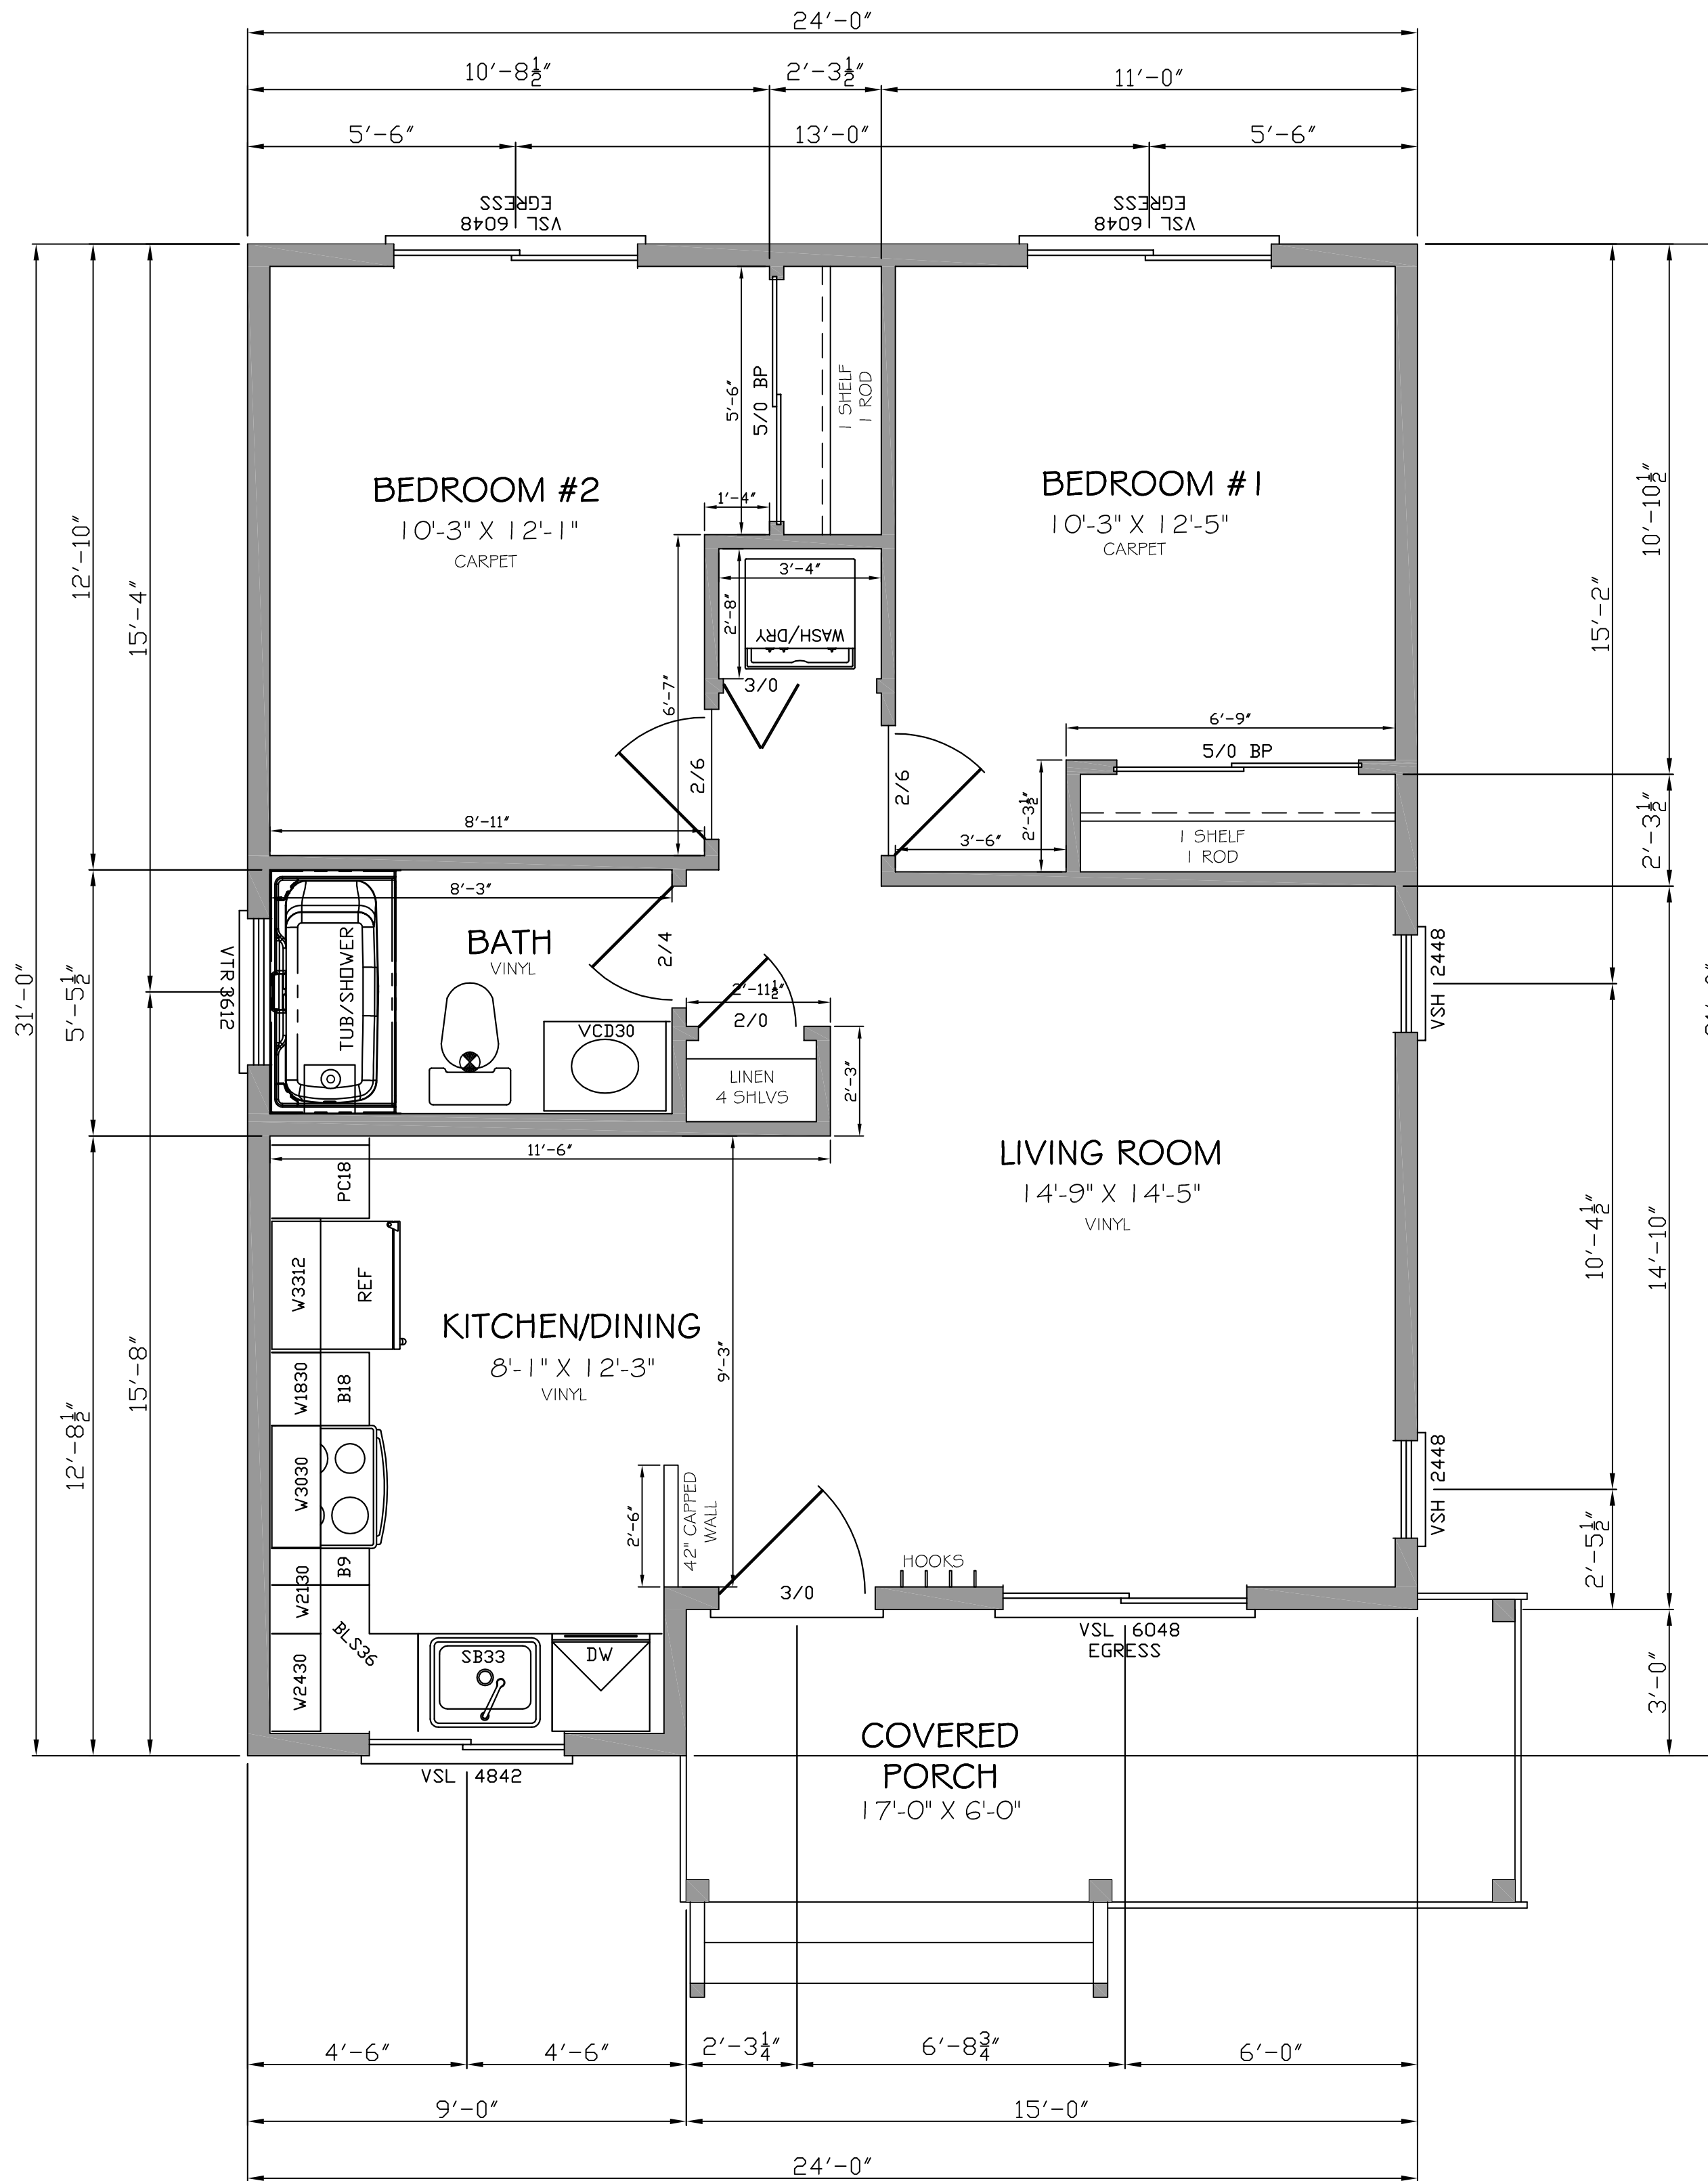 24'-0"
10'-8½" 2'-3½" 11'-0"
5'-6" 13'-0" 5'-6"
VSL 6048
EGRESS
VSL 6048
EGRESS
31'-0"
12'-10"
15'-4"
5'-5½"
12'-8½"
15'-8"
5'-6"
5/0 BP
1 SHELF
1 ROD
1'-4"
BEDROOM #2
10'-3" X 12'-1"
CARPET
BEDROOM #1
10'-3" X 12'-5"
CARPET
3'-4"
2'-8"
WASH/DRY
3/0
6'-7"
2/6
2/6
8'-11"
6'-9"
5/0 BP
2'-3½"
3'-6"
1 SHELF
1 ROD
10'-10½"
15'-2"
2'-3½"
8'-3"
BATH
VINYL
TUB/SHOWER
VTR 3612
2/4
VCD30
2'-11½"
2/0
LINEN
4 SHLVS
2'-3"
VSH 2448
11'-6"
PC18
W3312
REF
KITCHEN/DINING
8'-1" X 12'-3"
VINYL
9'-3"
LIVING ROOM
14'-9" X 14'-5"
VINYL
10'-4½"
14'-10"
W1830
B18
W3030
2'-6"
42" CAPPED
WALL
VSH 2448
2'-5½"
HOOKS
3/0
B9
W2130
BLS36
W2430
SB33
DW
VSL 6048
EGRESS
VSL 4842
3'-0"
COVERED
PORCH
17'-0" X 6'-0"
4'-6" 4'-6" 2'-3¼" 6'-8¾" 6'-0"
9'-0" 15'-0"
24'-0"